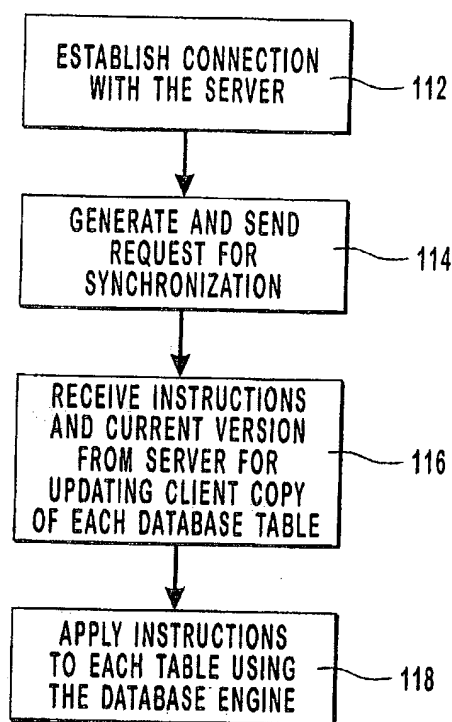 ESTABLISH CONNECTION
WITH THE SERVER
112
GENERATE AND SEND
REQUEST FOR
SYNCHRONIZATION
114
RECEIVE INSTRUCTIONS
AND CURRENT VERSION
FROM SERVER FOR
UPDATING CLIENT COPY
OF EACH DATABASE TABLE
116
APPLY INSTRUCTIONS
TO EACH TABLE USING
THE DATABASE ENGINE
118